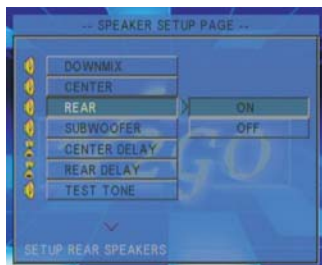 -- SPEAKER SETUP PAGE --
DOWNMIX
CENTER
REAR ON
SUBWOOFER OFF
CENTER DELAY
REAR DELAY
TEST TONE
SETUP REAR SPEAKERS